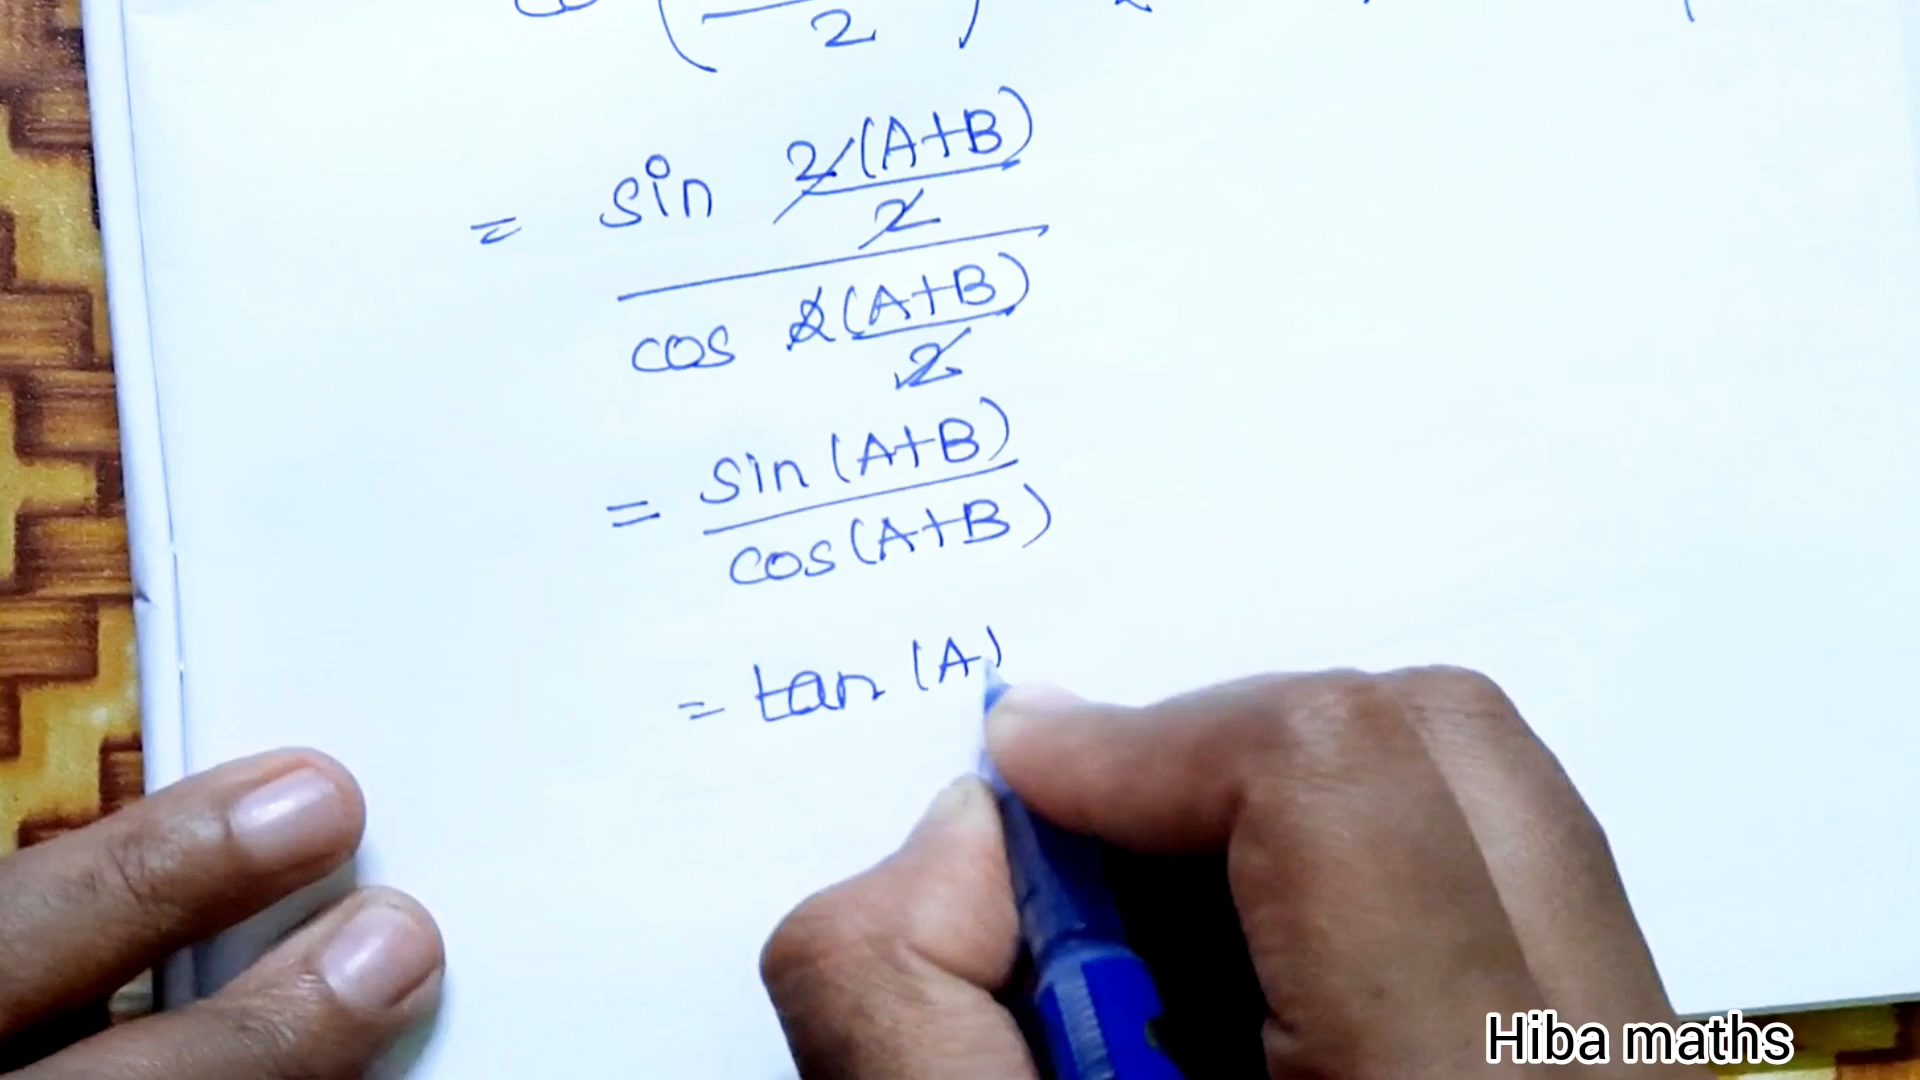 2
= sin 2(A+B)
2
cos 2(A+B)
2
= sin (A+B)
cos (A+B)
= tan (A
Hiba maths